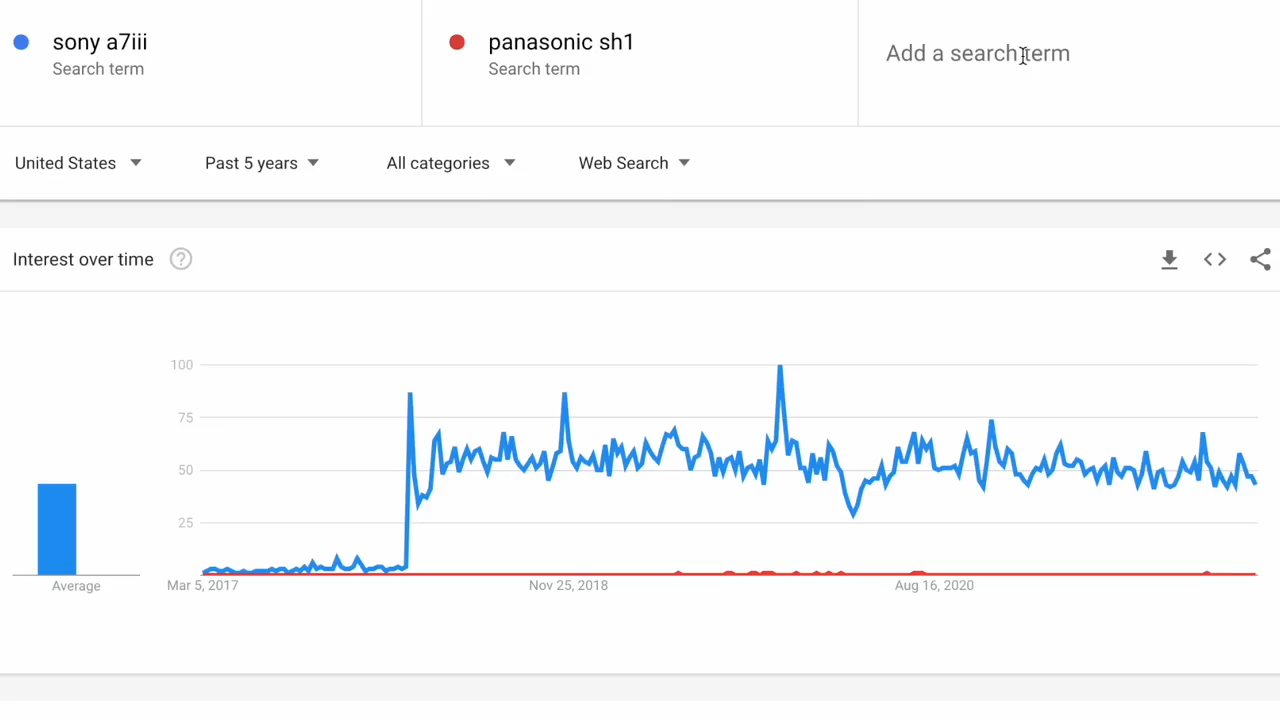 sony a7iii
Search term
panasonic sh1
Search term
Add a search term
United States
Past 5 years
All categories
Web Search
Interest over time
?
100
75
50
25
Average
Mar 5, 2017
Nov 25, 2018
Aug 16, 2020